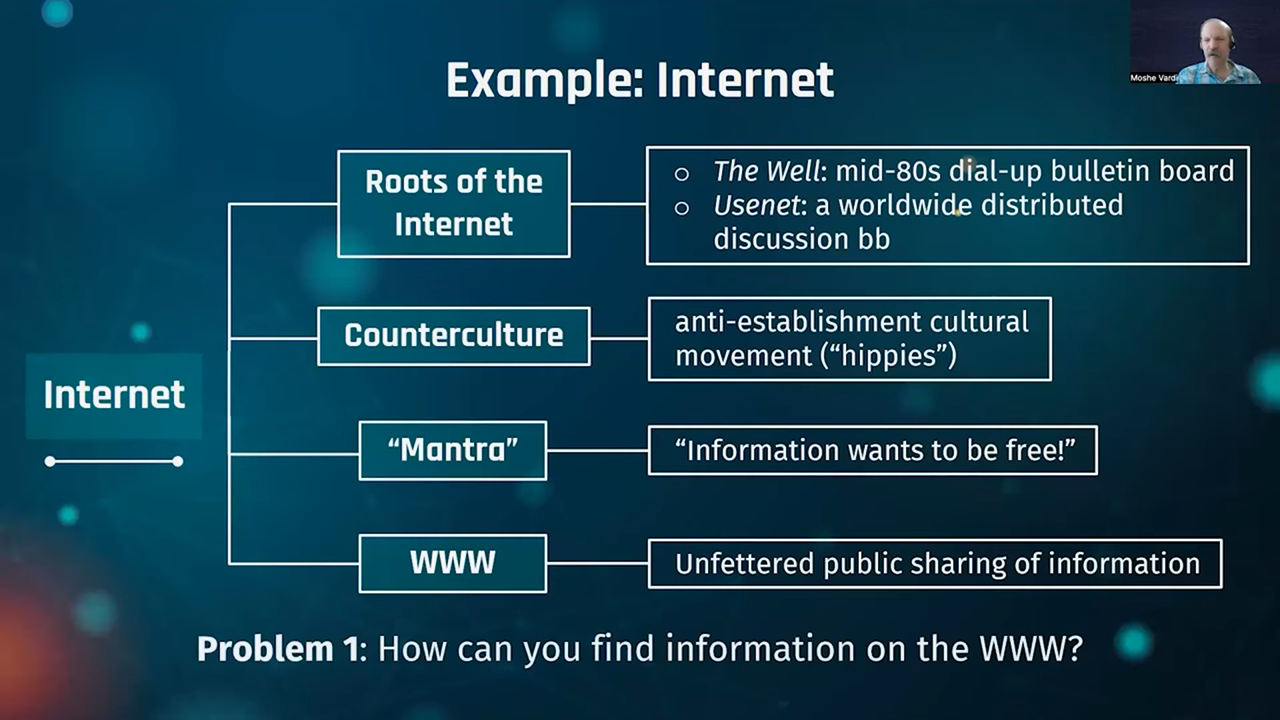 Example: Internet
Moshe Vardi
Roots of the
Internet
○ The Well: mid-80s dial-up bulletin board
○ Usenet: a worldwide distributed
discussion bb
Counterculture
anti-establishment cultural
movement (“hippies”)
Internet
“Mantra”
“Information wants to be free!”
WWW
Unfettered public sharing of information
Problem 1: How can you find information on the WWW?